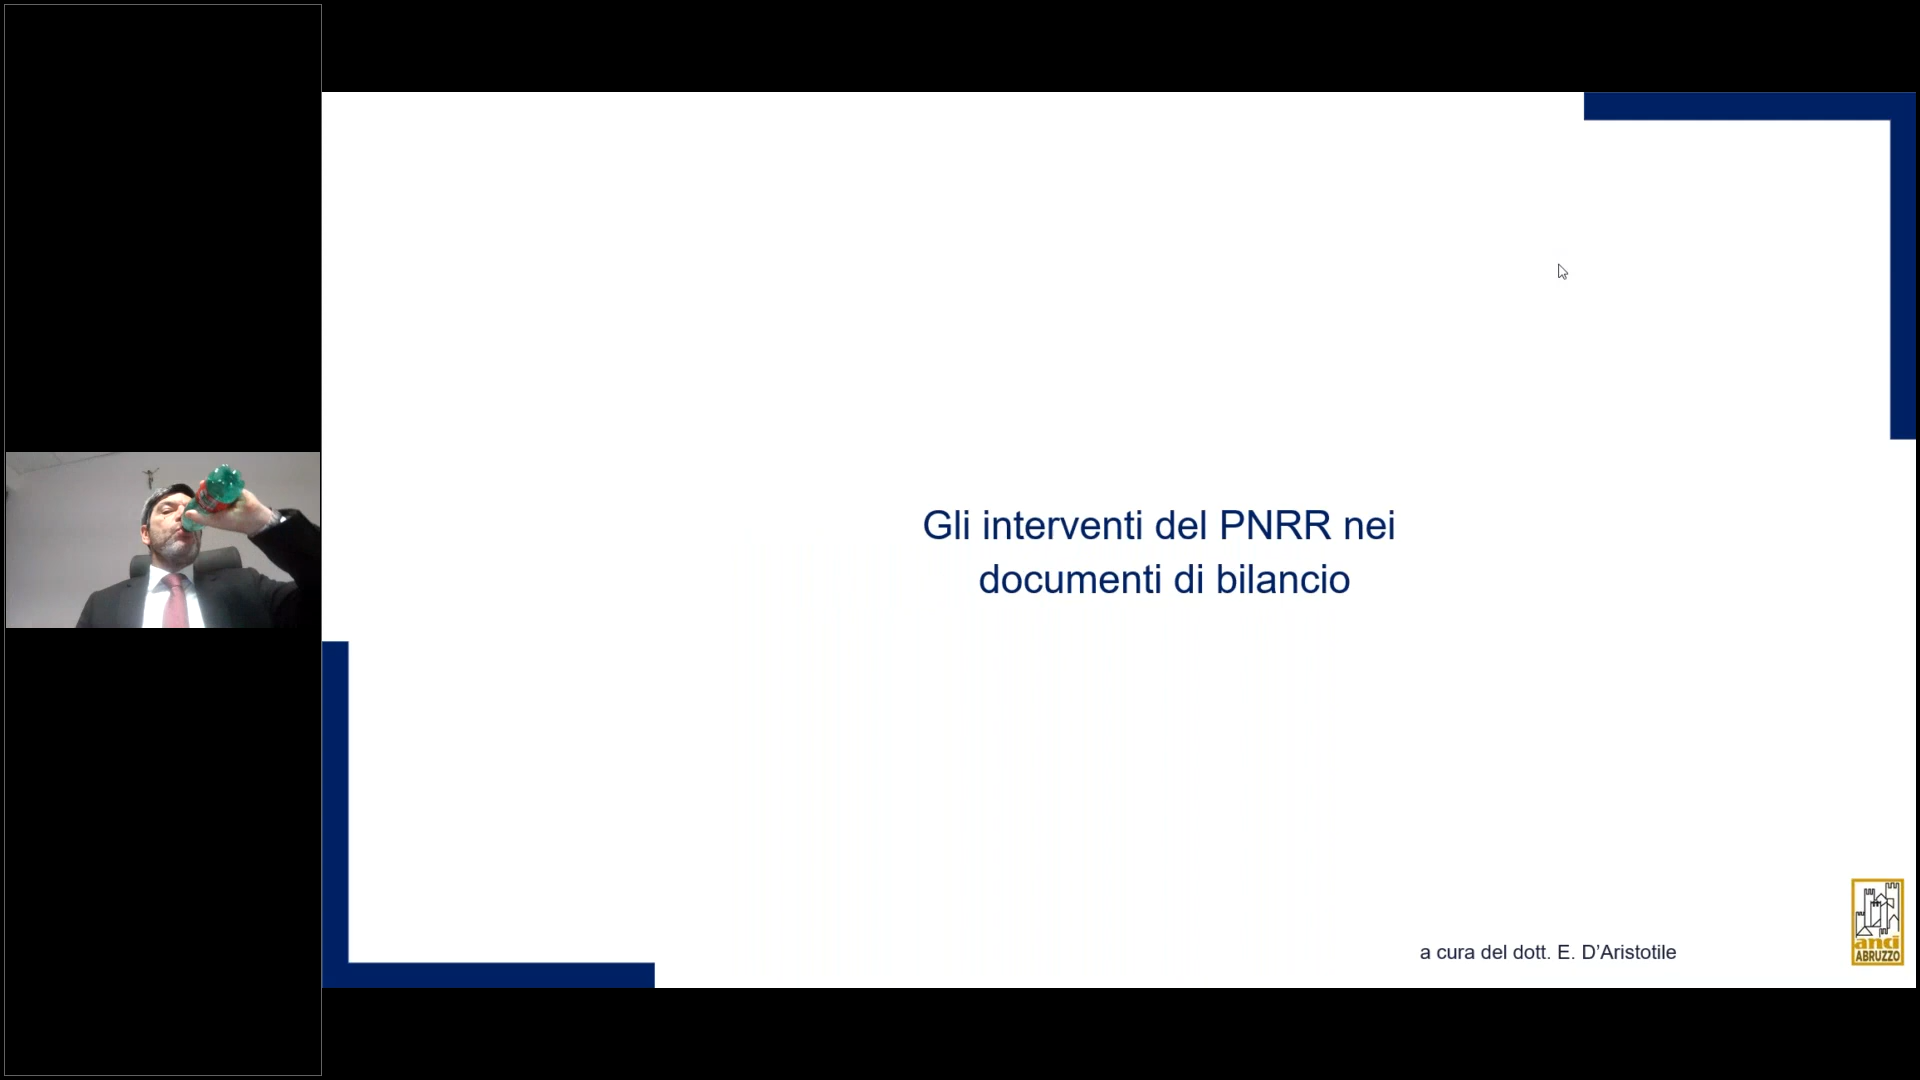 Gli interventi del PNRR nei
documenti di bilancio
a cura del dott. E. D'Aristotile
anci
ABRUZZO